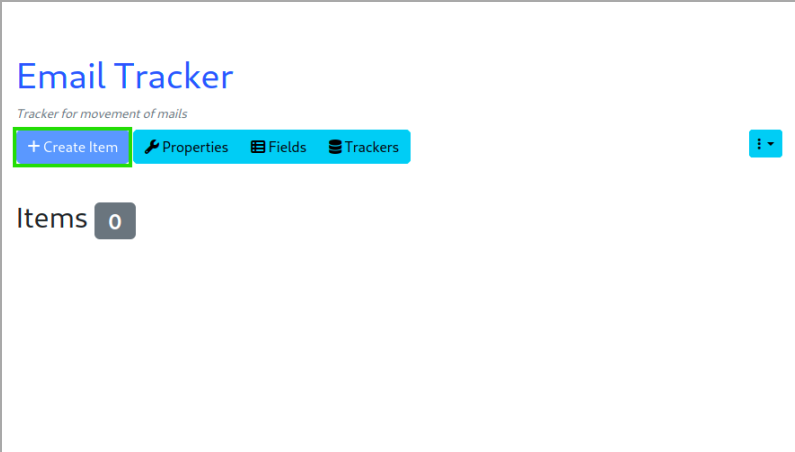 Email Tracker
Tracker for movement of mails
+ Create Item Properties Fields Trackers
Items 0